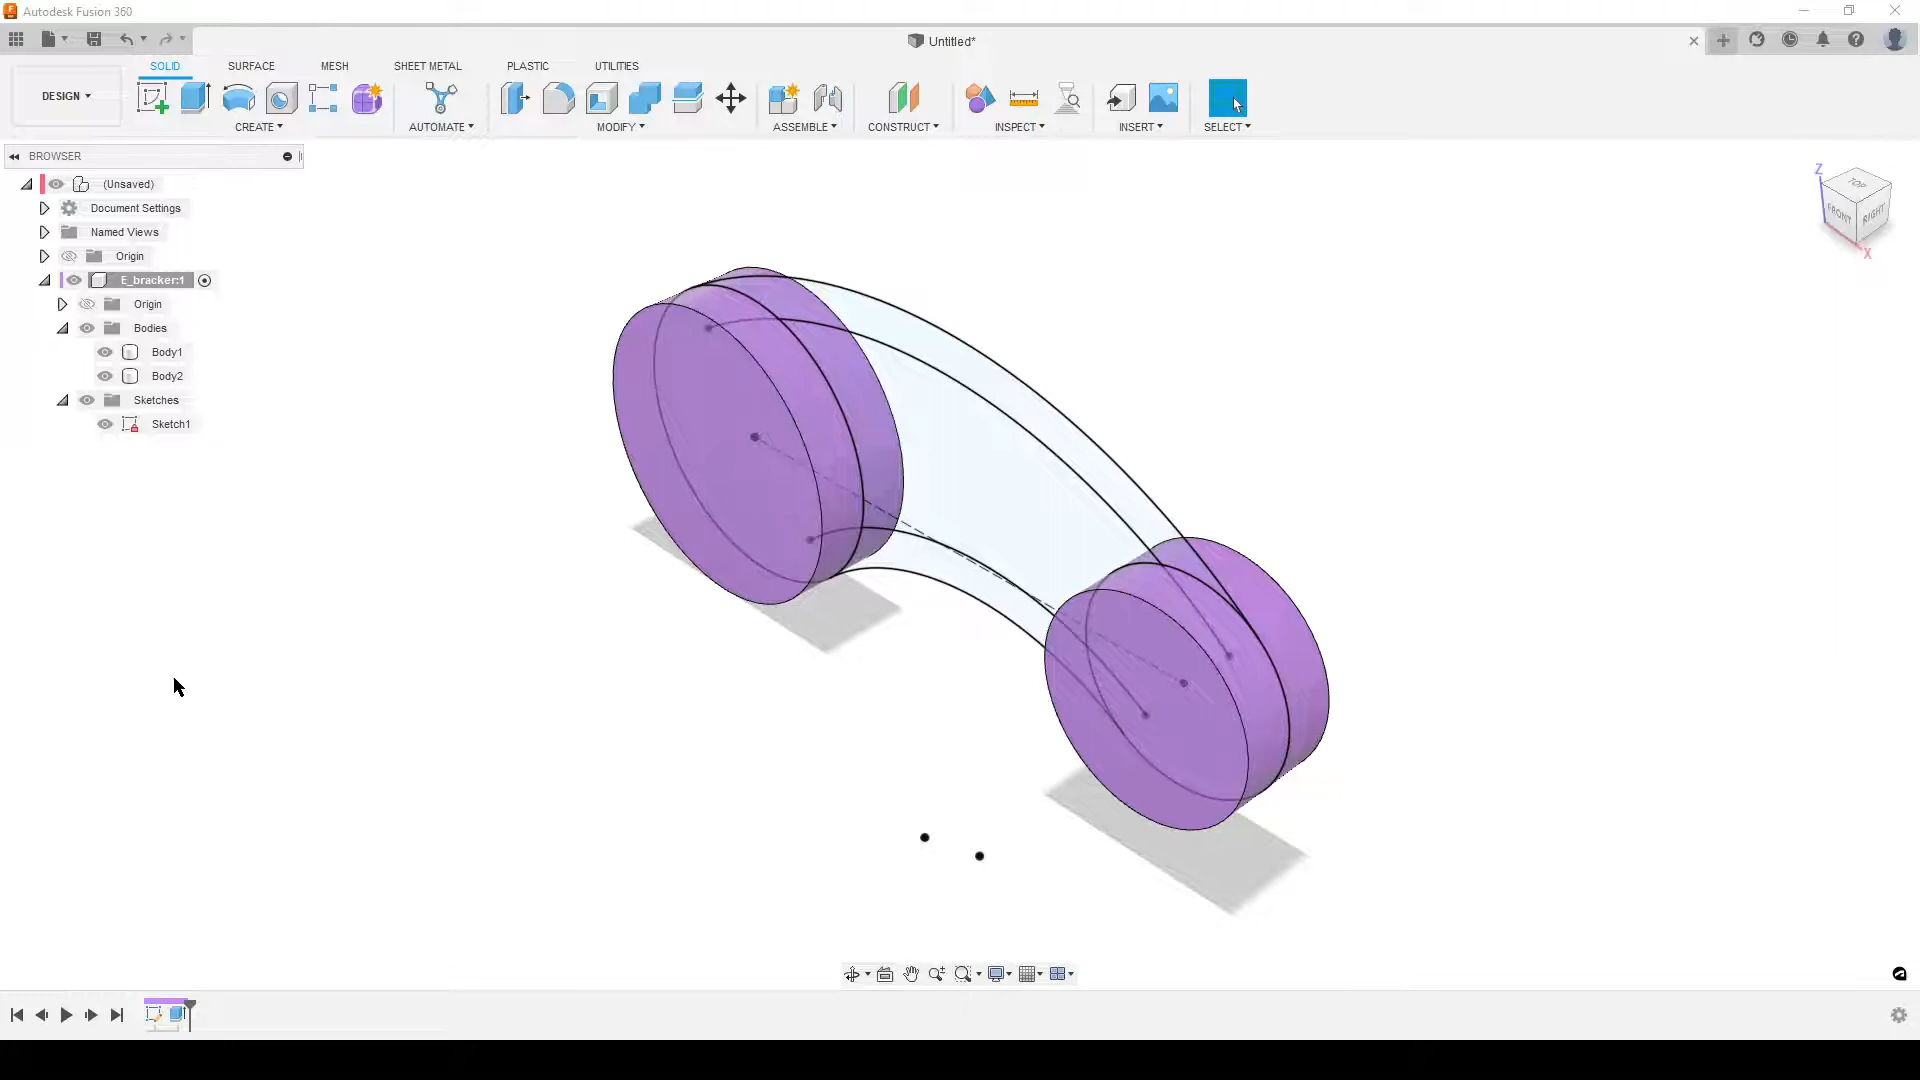 Autodesk Fusion 360
Untitled*
DESIGN
SOLID SURFACE MESH SHEET METAL PLASTIC UTILITIES
CREATE AUTOMATE MODIFY ASSEMBLE CONSTRUCT INSPECT INSERT SELECT
BROWSER
(Unsaved)
Document Settings
Named Views
Origin
E_bracker:1
Origin
Bodies
Body1
Body2
Sketches
Sketch1
Z
TOP
FRONT RIGHT
X